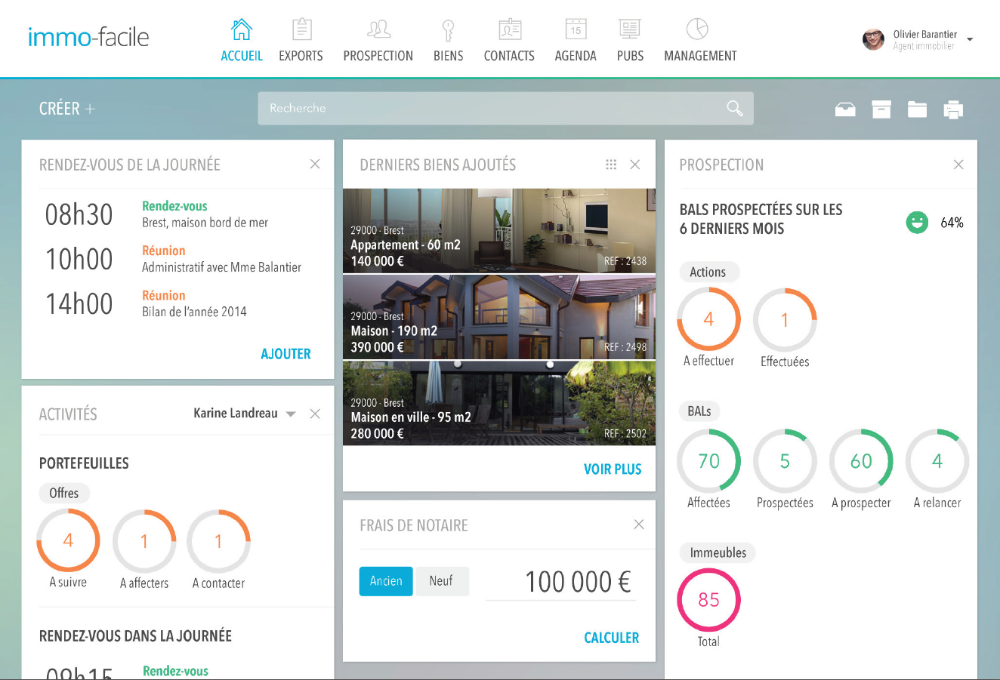 immo-facile
ACCUEIL
EXPORTS
PROSPECTION
BIENS
CONTACTS
15
AGENDA
PUBS
MANAGEMENT
Olivier Barantier
Agent immobilier
CRÉER +
Recherche
RENDEZ-VOUS DE LA JOURNÉE
08h30
Rendez-vous
Brest, maison bord de mer
10h00
Réunion
Administratif avec Mme Balantier
14h00
Réunion
Bilan de l'année 2014
AJOUTER
ACTIVITÉS
Karine Landreau
PORTEFEUILLES
Offres
4
1
1
A suivre
A affecters
A contacter
RENDEZ-VOUS DANS LA JOURNÉE
09h15
Rendez-vous
DERNIERS BIENS AJOUTÉS
29000 - Brest
Appartement - 60 m2
140 000 €
REF : 2438
29000 - Brest
Maison - 190 m2
390 000 €
REF : 2498
29000 - Brest
Maison en ville - 95 m2
280 000 €
REF : 2502
VOIR PLUS
FRAIS DE NOTAIRE
Ancien
Neuf
100 000 €
CALCULER
PROSPECTION
BALS PROSPECTÉES SUR LES
6 DERNIERS MOIS
64%
Actions
4
1
A effectuer
Effectuées
BALs
70
5
60
4
Affectées
Prospectées
A prospecter
A relancer
Immeubles
85
Total